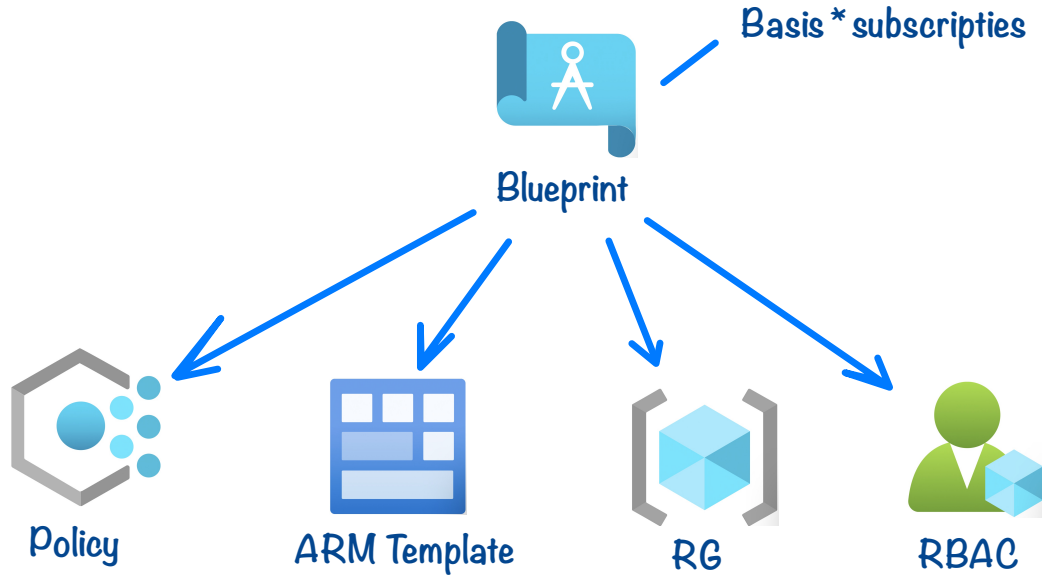 Basis * subscripties
Blueprint
Policy
ARM Template
RG
RBAC